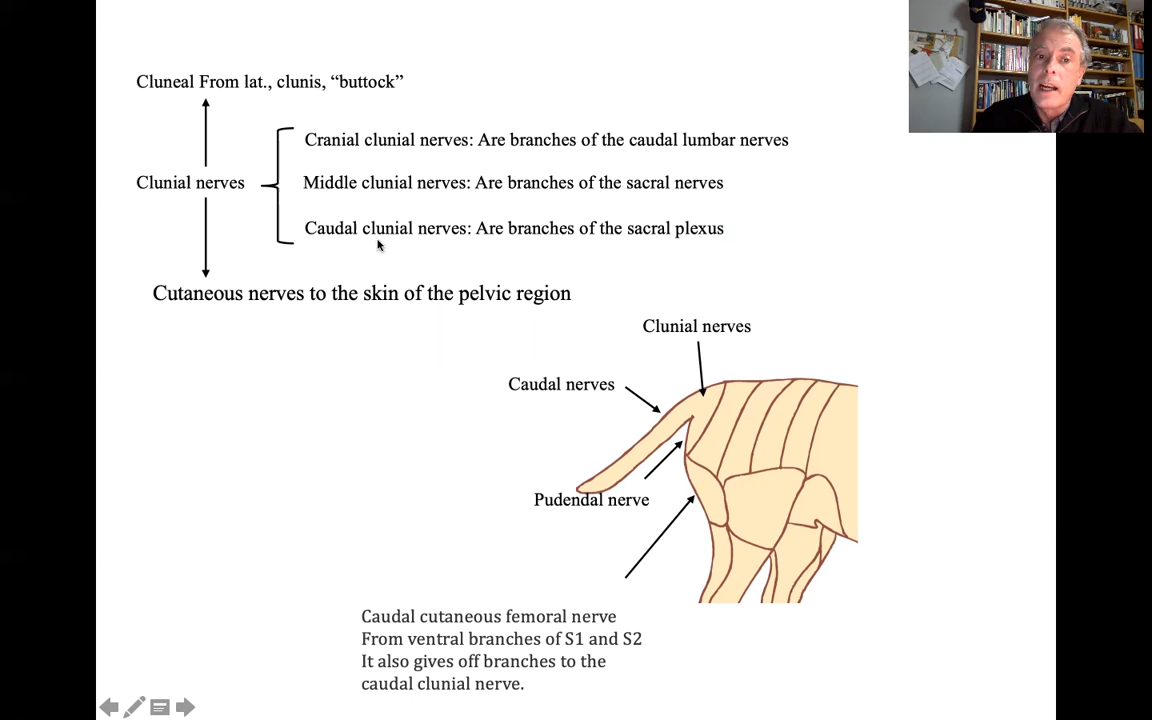 Cluneal From lat., clunis, “buttock”
Cranial clunial nerves: Are branches of the caudal lumbar nerves
Clunial nerves
Middle clunial nerves: Are branches of the sacral nerves
Caudal clunial nerves: Are branches of the sacral plexus
Cutaneous nerves to the skin of the pelvic region
Clunial nerves
Caudal nerves
Pudendal nerve
Caudal cutaneous femoral nerve
From ventral branches of S1 and S2
It also gives off branches to the
caudal clunial nerve.